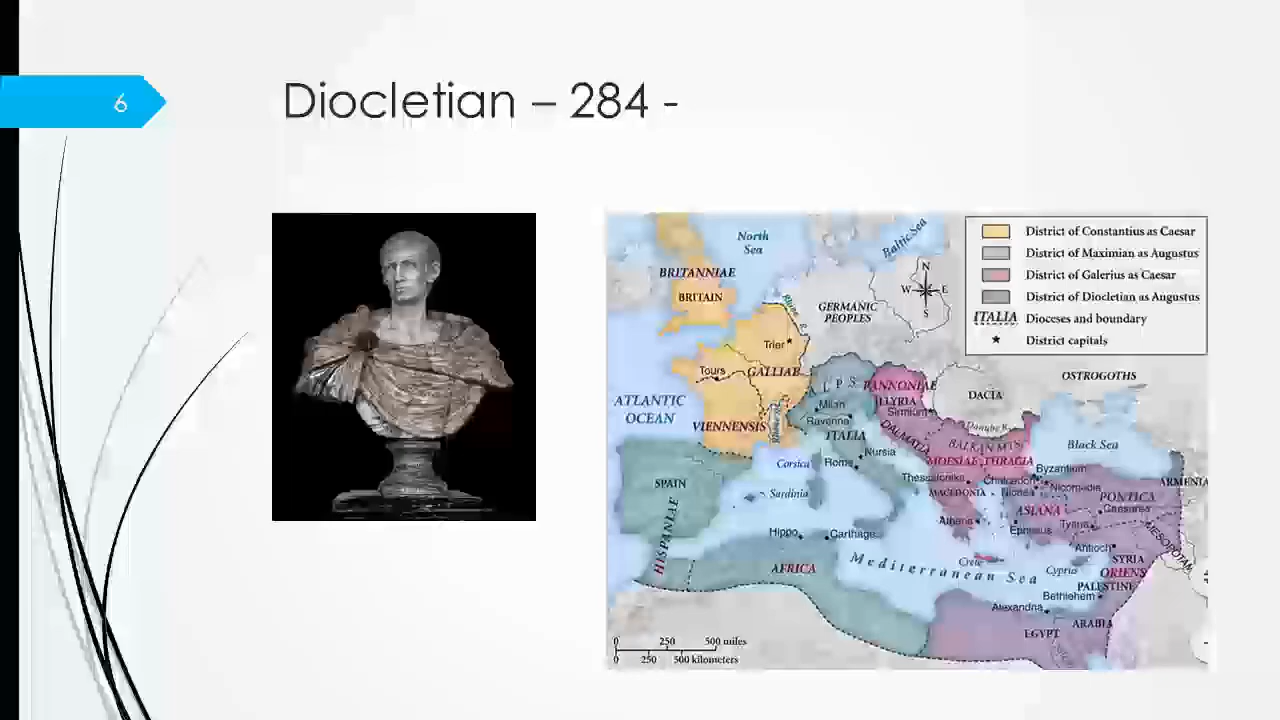 6
Diocletian – 284 -
North
Sea
Baltic Sea
BRITANNIAE
BRITAIN
Rhine R.
GERMANIC
PEOPLES
N
W E
S
District of Constantius as Caesar
District of Maximian as Augustus
District of Galerius as Caesar
District of Diocletian as Augustus
ITALIA Dioceses and boundary
District capitals
Trier
Tours
GALLIAE
ATLANTIC
OCEAN
VIENNENSIS
ALPS
Milan
Ravenna
ITALIA
PANNONIAE
ILLYRIA
Sirmium
DALMATIA
DACIA
OSTROGOTHS
Danube R.
BALKAN MTS
MOESIAE THRACIA
Black Sea
Corsica
Rome
Nursia
Byzantium
ARMENIA
SPAIN
HISPANIAE
Sardinia
Thessalonika
Chalcedon
Nicaea
Nicomedia
MACEDONIA
PONTICA
Caesarea
ASIANA
Athens
Ephesus
Tyana
MESOPOTAM
Hippo
Carthage
Antioch
AFRICA
Mediterranean Sea
Crete
Cyprus
SYRIA
ORIENS
PALESTINE
Bethlehem
Alexandria
ARABIA
EGYPT
0 250 500 miles
0 250 500 kilometers